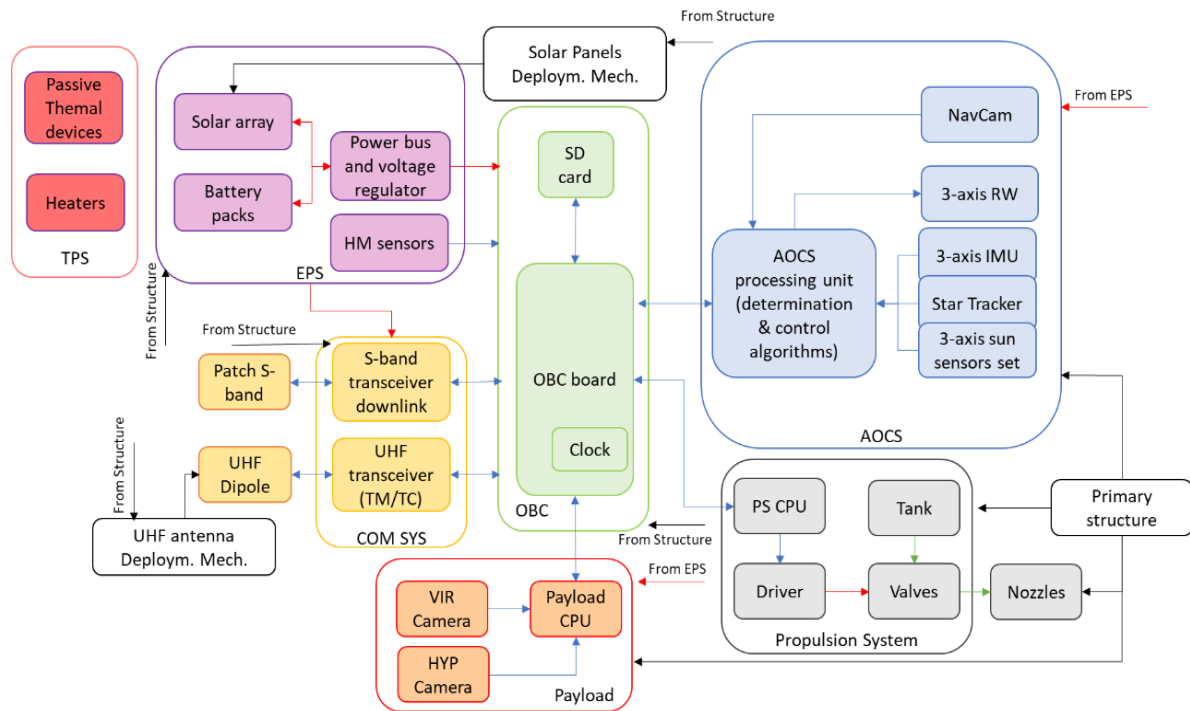 From Structure
Solar Panels
Deploym. Mech.
From EPS
Passive
Themal
devices
Heaters
TPS
Solar array
Battery
packs
Power bus
and voltage
regulator
HM sensors
EPS
From Structure
SD
card
OBC board
Clock
OBC
From Structure
NavCam
3-axis RW
3-axis IMU
Star Tracker
3-axis sun
sensors set
AOCS
processing unit
(determination
& control
algorithms)
AOCS
From Structure
Patch S-
band
S-band
transceiver
downlink
From Structure
UHF
Dipole
UHF
transceiver
(TM/TC)
COM SYS
UHF antenna
Deploym. Mech.
From EPS
VIR
Camera
Payload
CPU
HYP
Camera
Payload
PS CPU
Tank
Driver
Valves
Nozzles
Propulsion System
Primary
structure